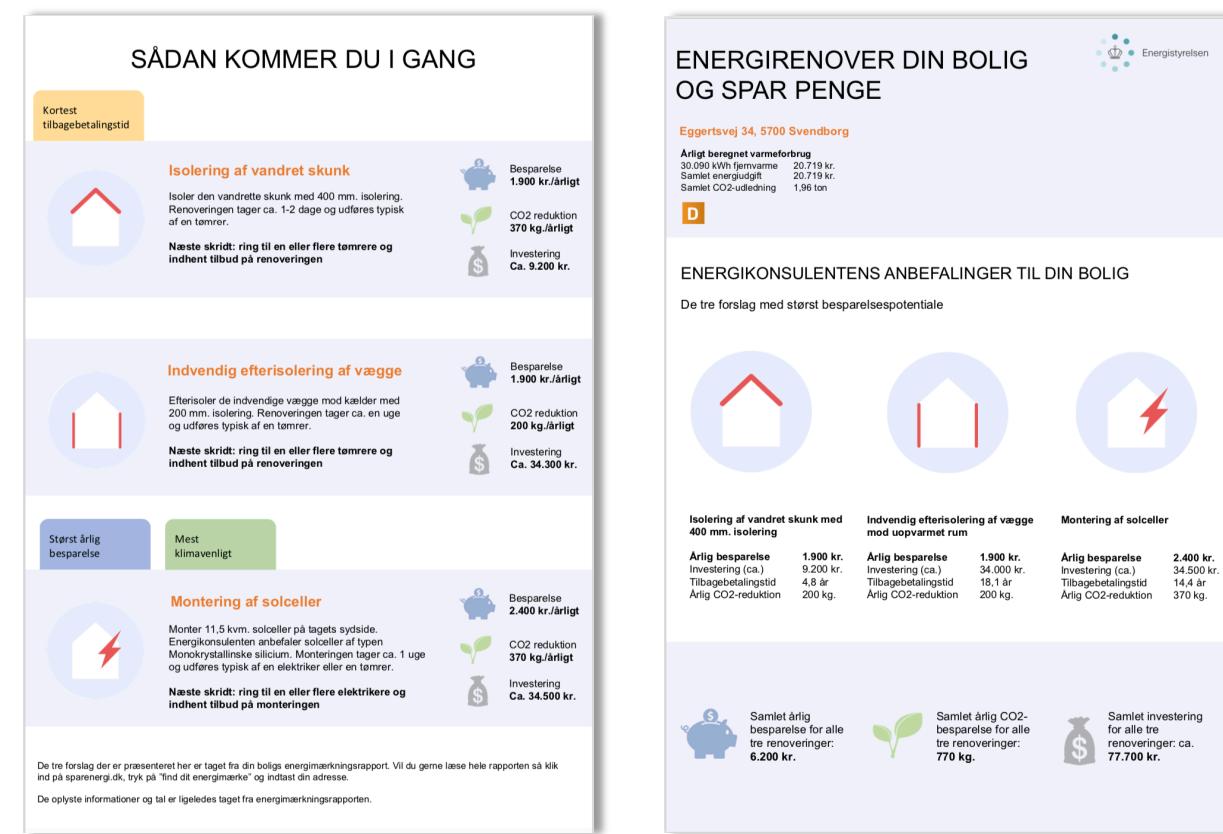 SÅDAN KOMMER DU I GANG
Kortest
tilbagebetalingstid
Isolering af vandret skunk
Isoler den vandrette skunk med 400 mm. isolering.
Renoveringen tager ca. 1-2 dage og udføres typisk
af en tømrer.
Næste skridt: ring til en eller flere tømrere og
indhent tilbud på renoveringen
Besparelse
1.900 kr./årligt
CO2 reduktion
370 kg./årligt
Investering
Ca. 9.200 kr.
Indvendig efterisolering af vægge
Efterisoler de indvendige vægge mod kælder med
200 mm. isolering. Renoveringen tager ca. en uge
og udføres typisk af en tømrer.
Næste skridt: ring til en eller flere tømrere og
indhent tilbud på renoveringen
Besparelse
1.900 kr./årligt
CO2 reduktion
200 kg./årligt
Investering
Ca. 34.300 kr.
Størst årlig
besparelse
Mest
klimavenligt
Montering af solceller
Monter 11,5 kvm. solceller på tagets sydside.
Energikonsulenten anbefaler solceller af typen
Monokrystallinske silicium. Monteringen tager ca. 1 uge
og udføres typisk af en elektriker eller en tømrer.
Næste skridt: ring til en eller flere elektrikere og
indhent tilbud på monteringen
Besparelse
2.400 kr./årligt
CO2 reduktion
370 kg./årligt
Investering
Ca. 34.500 kr.
De tre forslag der er præsenteret her er taget fra din boligs energimærkningsrapport. Vil du gerne læse hele rapporten så klik
ind på sparenergi.dk, tryk på "find dit energimærke" og indtast din adresse.
De oplyste informationer og tal er ligeledes taget fra energimærkningsrapporten.
ENERGIRENOVER DIN BOLIG
OG SPAR PENGE
Energistyrelsen
Eggertsvej 34, 5700 Svendborg
Årligt beregnet varmeforbrug
30.090 kWh fjernvarme 20.719 kr.
Samlet energiudgift 20.719 kr.
Samlet CO2-udledning 1,96 ton
D
ENERGIKONSULENTENS ANBEFALINGER TIL DIN BOLIG
De tre forslag med størst besparelsespotentiale
Isolering af vandret skunk med
400 mm. isolering
Årlig besparelse 1.900 kr.
Investering (ca.) 9.200 kr.
Tilbagebetalingstid 4,8 år
Årlig CO2-reduktion 200 kg.
Indvendig efterisolering af vægge
mod uopvarmet rum
Årlig besparelse 1.900 kr.
Investering (ca.) 34.000 kr.
Tilbagebetalingstid 18,1 år
Årlig CO2-reduktion 200 kg.
Montering af solceller
Årlig besparelse 2.400 kr.
Investering (ca.) 34.500 kr.
Tilbagebetalingstid 14,4 år
Årlig CO2-reduktion 370 kg.
Samlet årlig
besparelse for alle
tre renoveringer:
6.200 kr.
Samlet årlig CO2-
besparelse for alle
tre renoveringer:
770 kg.
Samlet investering
for alle tre
renoveringer: ca.
77.700 kr.